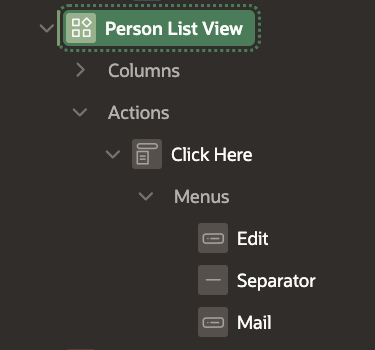 Person List View
Columns
Actions
Click Here
Menus
Edit
Separator
Mail